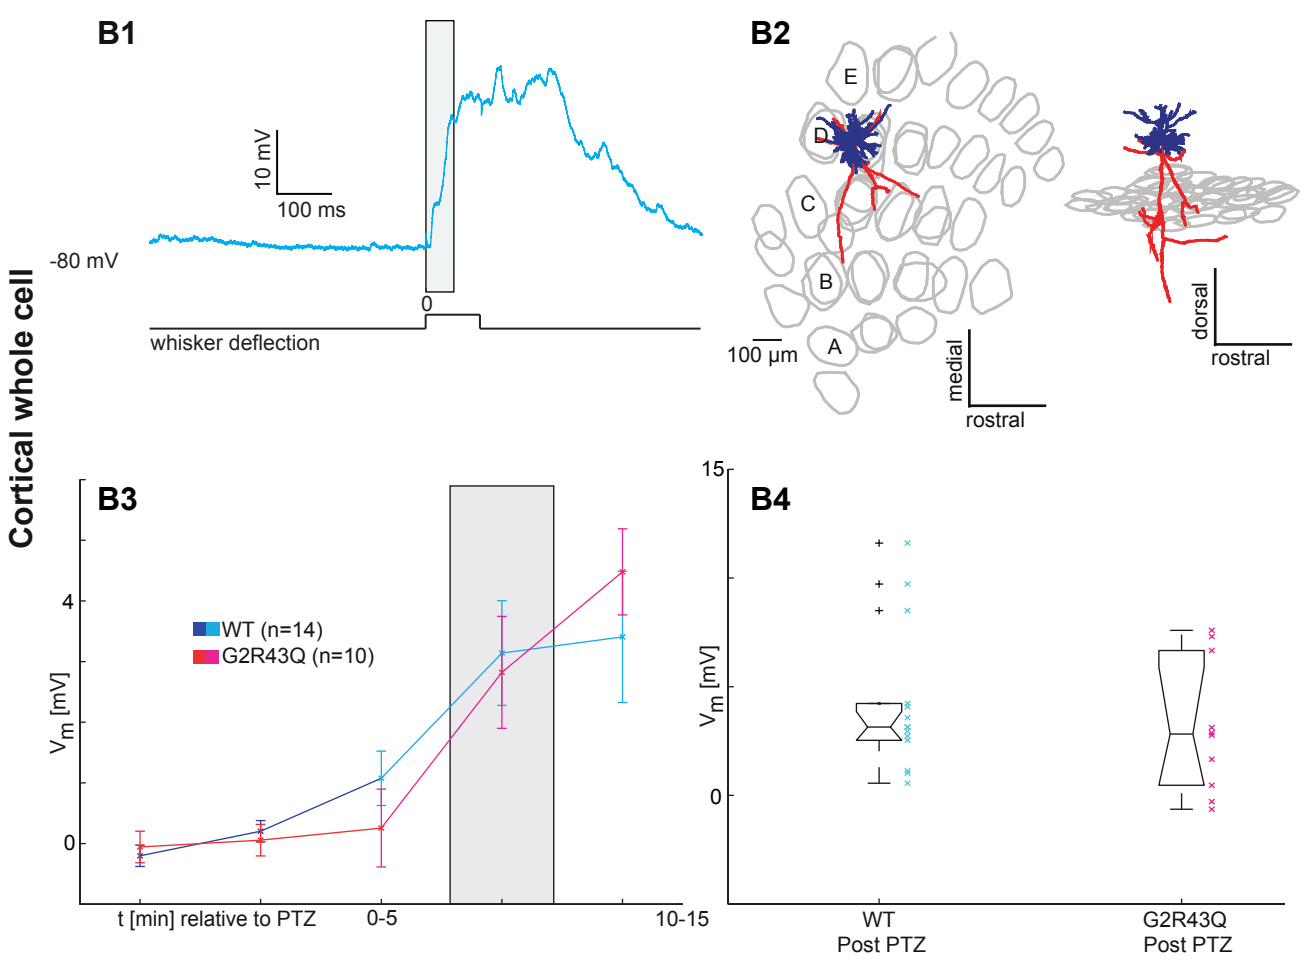 Cortical whole cell
B1
10 mV
100 ms
-80 mV
0
whisker deflection
B2
E
D
C
B
A
100 µm
medial
rostral
dorsal
rostral
B3
4
0
Vm [mV]
WT (n=14)
G2R43Q (n=10)
t [min] relative to PTZ
0-5
10-15
B4
15
0
Vm [mV]
WT
Post PTZ
G2R43Q
Post PTZ